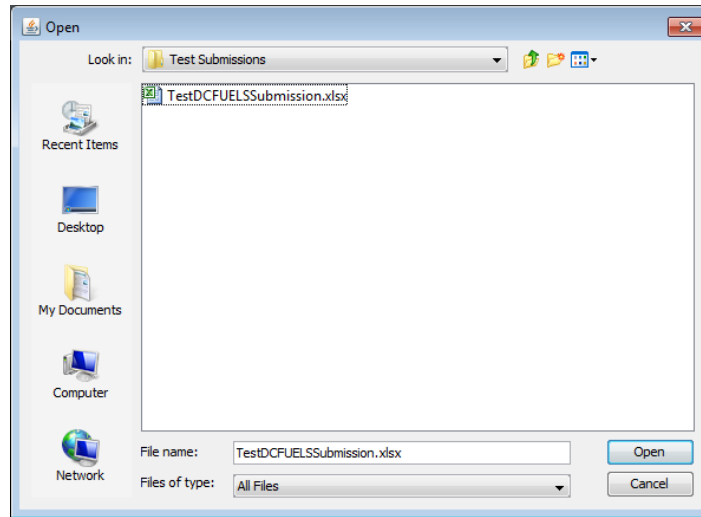 Open
Look in: Test Submissions
TestDCFUELSSubmission.xlsx
Recent Items
Desktop
My Documents
Computer
Network
File name: TestDCFUELSSubmission.xlsx Open
Files of type: All Files Cancel